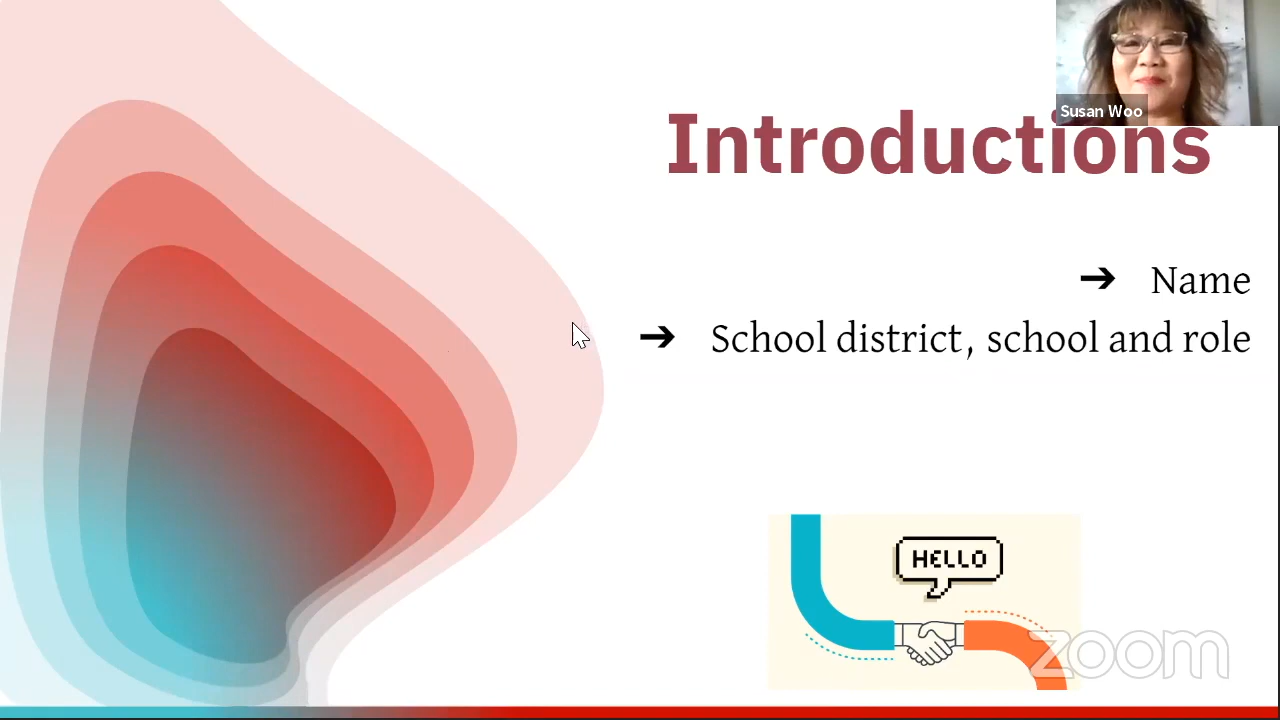 Susan Woo
Introductions
➔ Name
➔ School district, school and role
HELLO
zoom